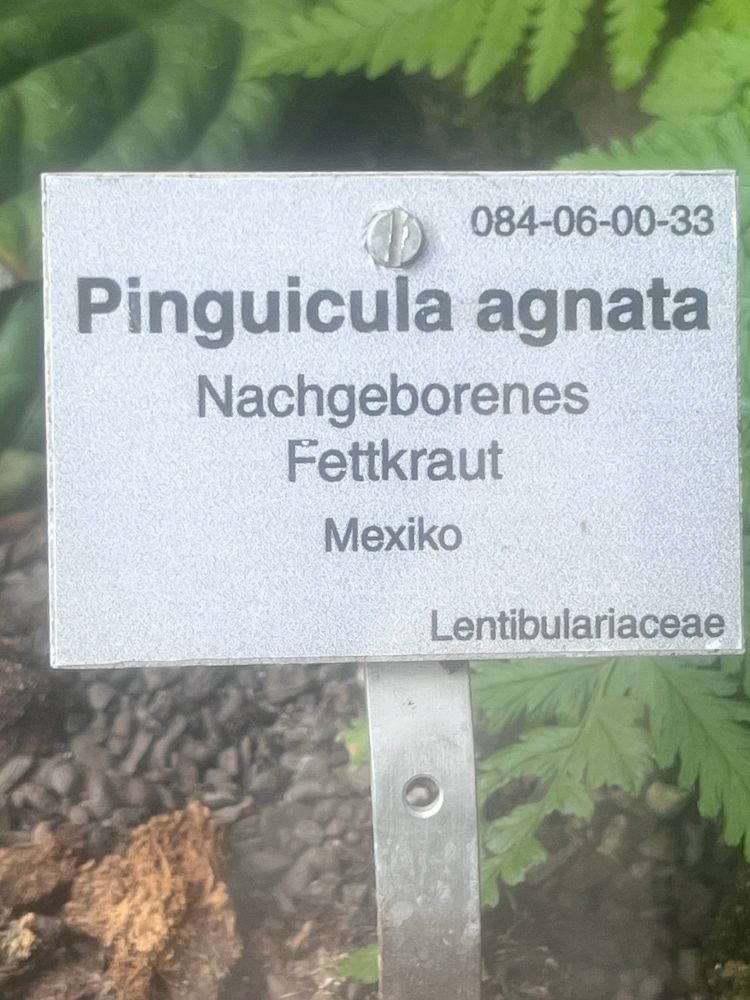 084-06-00-33
Pinguicula agnata
Nachgeborenes
Fettkraut
Mexiko
Lentibulariaceae